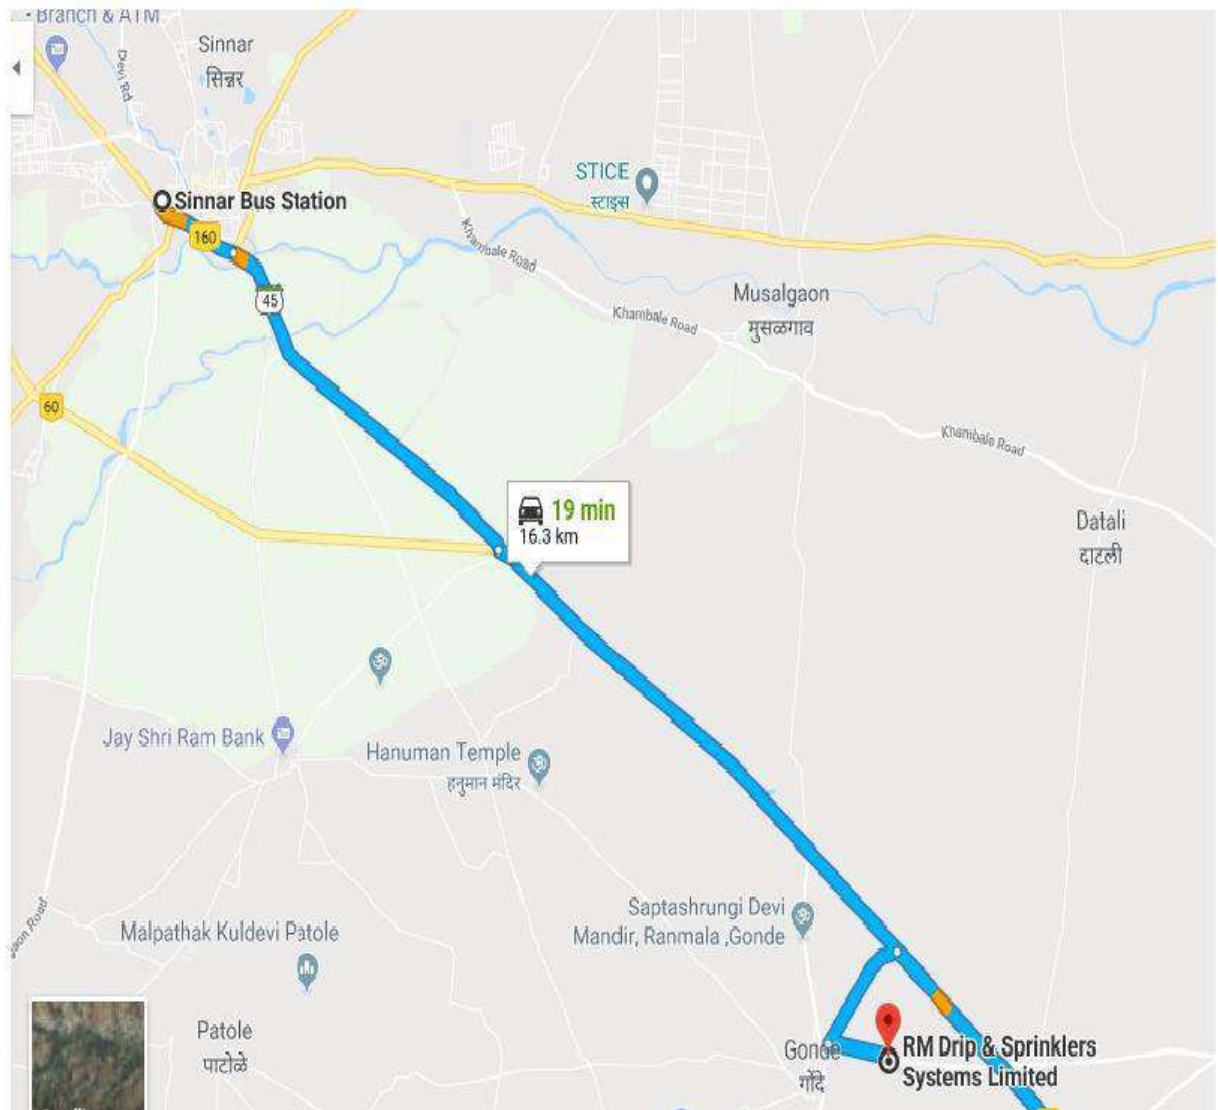 • Branch & ATM
Devi Rd
Sinnar
सिन्नर
STICE
स्टाइस
Sinnar Bus Station
160
Khambale Road
45
Musalgaon
मुसळगाव
Khambale Road
60
Khambale Road
19 min
16.3 km
Datali
दाटली
Jay Shri Ram Bank
Hanuman Temple
हनुमान मंदिर
Saptashrungi Devi
Mandir, Ranmala ,Gonde
Malpathak Kuldevi Patole
Patole
पाटोळे
Gonde
गोंदे
RM Drip & Sprinklers
Systems Limited